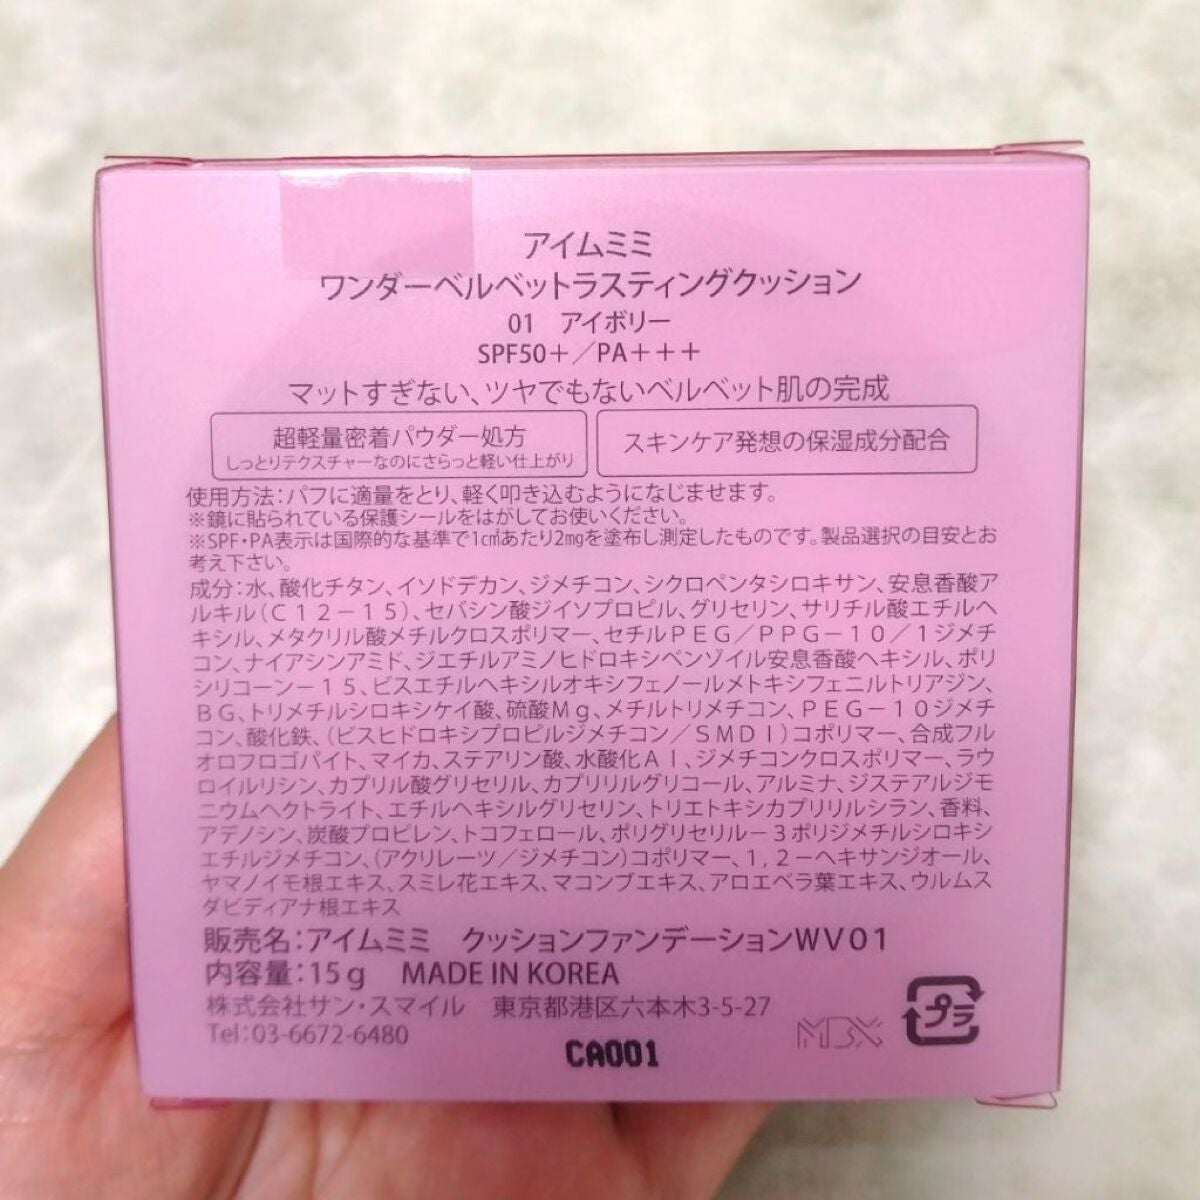 アイムミミ
ワンダーベルベットラスティングクッション
01　アイボリー
SPF50＋／PA＋＋＋
マットすぎない、ツヤでもないベルベット肌の完成
超軽量密着パウダー処方
しっとりテクスチャーなのにさらっと軽い仕上がり
スキンケア発想の保湿成分配合
使用方法：パフに適量をとり、軽く叩き込むようになじませます。
※鏡に貼られている保護シールをはがしてお使いください。
※SPF・PA表示は国際的な基準で1㎠あたり2㎎を塗布し測定したものです。製品選択の目安とお
考え下さい。
成分：水、酸化チタン、イソドデカン、ジメチコン、シクロペンタシロキサン、安息香酸ア
ルキル（Ｃ１２－１５）、セバシン酸ジイソプロピル、グリセリン、サリチル酸エチルヘ
キシル、メタクリル酸メチルクロスポリマー、セチルＰＥＧ／ＰＰＧ－１０／１ジメチ
コン、ナイアシンアミド、ジエチルアミノヒドロキシベンゾイル安息香酸ヘキシル、ポリ
シリコーン－１５、ビスエチルヘキシルオキシフェノールメトキシフェニルトリアジン、
ＢＧ、トリメチルシロキシケイ酸、硫酸Ｍｇ、メチルトリメチコン、ＰＥＧ－１０ジメチ
コン、酸化鉄、（ビスヒドロキシプロピルジメチコン／ＳＭＤＩ）コポリマー、合成フル
オロフロゴパイト、マイカ、ステアリン酸、水酸化Ａｌ、ジメチコンクロスポリマー、ラウ
ロイルリシン、カプリル酸グリセリル、カプリリルグリコール、アルミナ、ジステアルジモ
ニウムヘクトライト、エチルヘキシルグリセリン、トリエトキシカプリリルシラン、香料、
アデノシン、炭酸プロピレン、トコフェロール、ポリグリセリル－３ポリジメチルシロキシ
エチルジメチコン、（アクリレーツ／ジメチコン）コポリマー、１，２－ヘキサンジオール、
ヤマノイモ根エキス、スミレ花エキス、マコンブエキス、アロエベラ葉エキス、ウルムス
ダビディアナ根エキス
販売名：アイムミミ　クッションファンデーションＷＶ０１
内容量：15ｇ　MADE IN KOREA
株式会社サン・スマイル　東京都港区六本木3-5-27
Tel：03-6672-6480
CA001
MBX
プラ